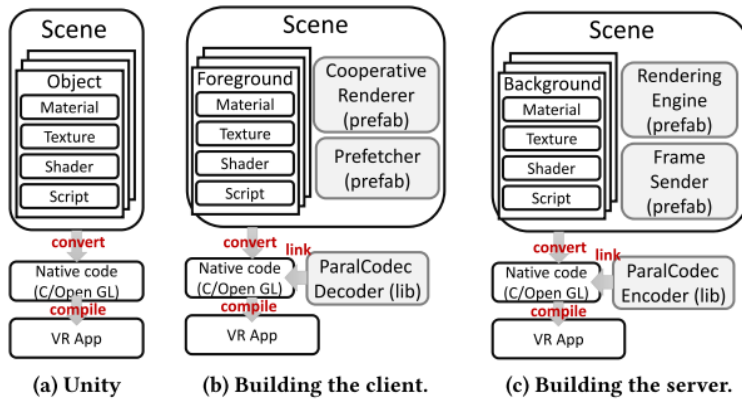 Scene
Object
Material
Texture
Shader
Script
convert
Native code
(C/Open GL)
compile
VR App
(a) Unity
Scene
Foreground
Material
Texture
Shader
Script
Cooperative
Renderer
(prefab)
Prefetcher
(prefab)
convert
link
Native code
(C/Open GL)
ParalCodec
Decoder (lib)
compile
VR App
(b) Building the client.
Scene
Background
Material
Texture
Shader
Script
Rendering
Engine
(prefab)
Frame
Sender
(prefab)
convert
link
Native code
(C/Open GL)
ParalCodec
Encoder (lib)
compile
VR App
(c) Building the server.